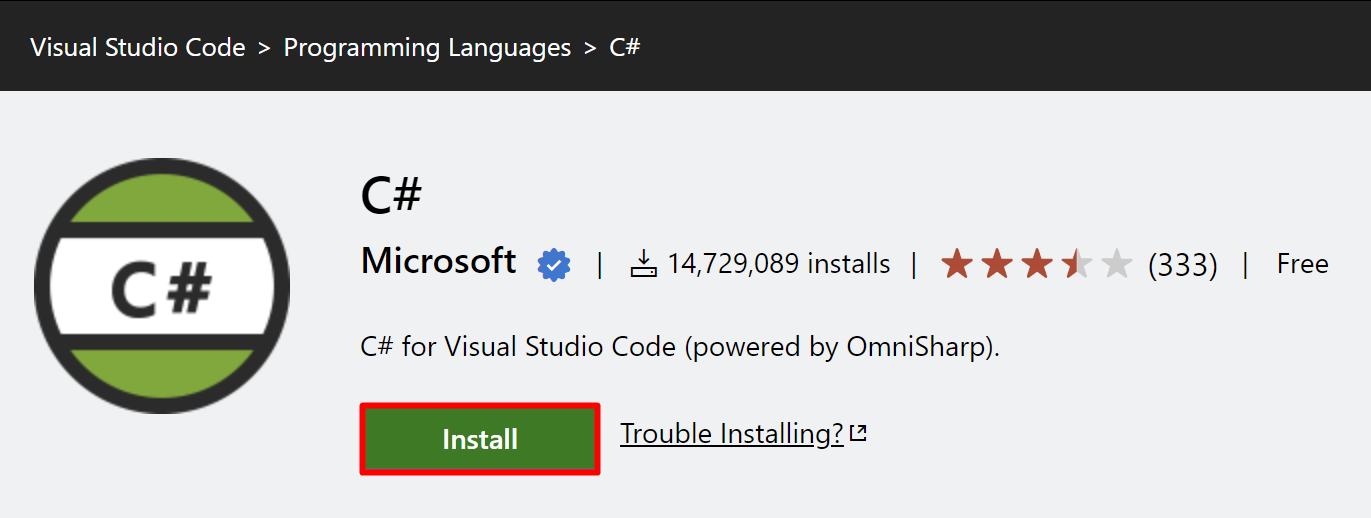 Visual Studio Code > Programming Languages > C#
C#
C#
Microsoft | 14,729,089 installs | (333) | Free
C# for Visual Studio Code (powered by OmniSharp).
Install Trouble Installing?